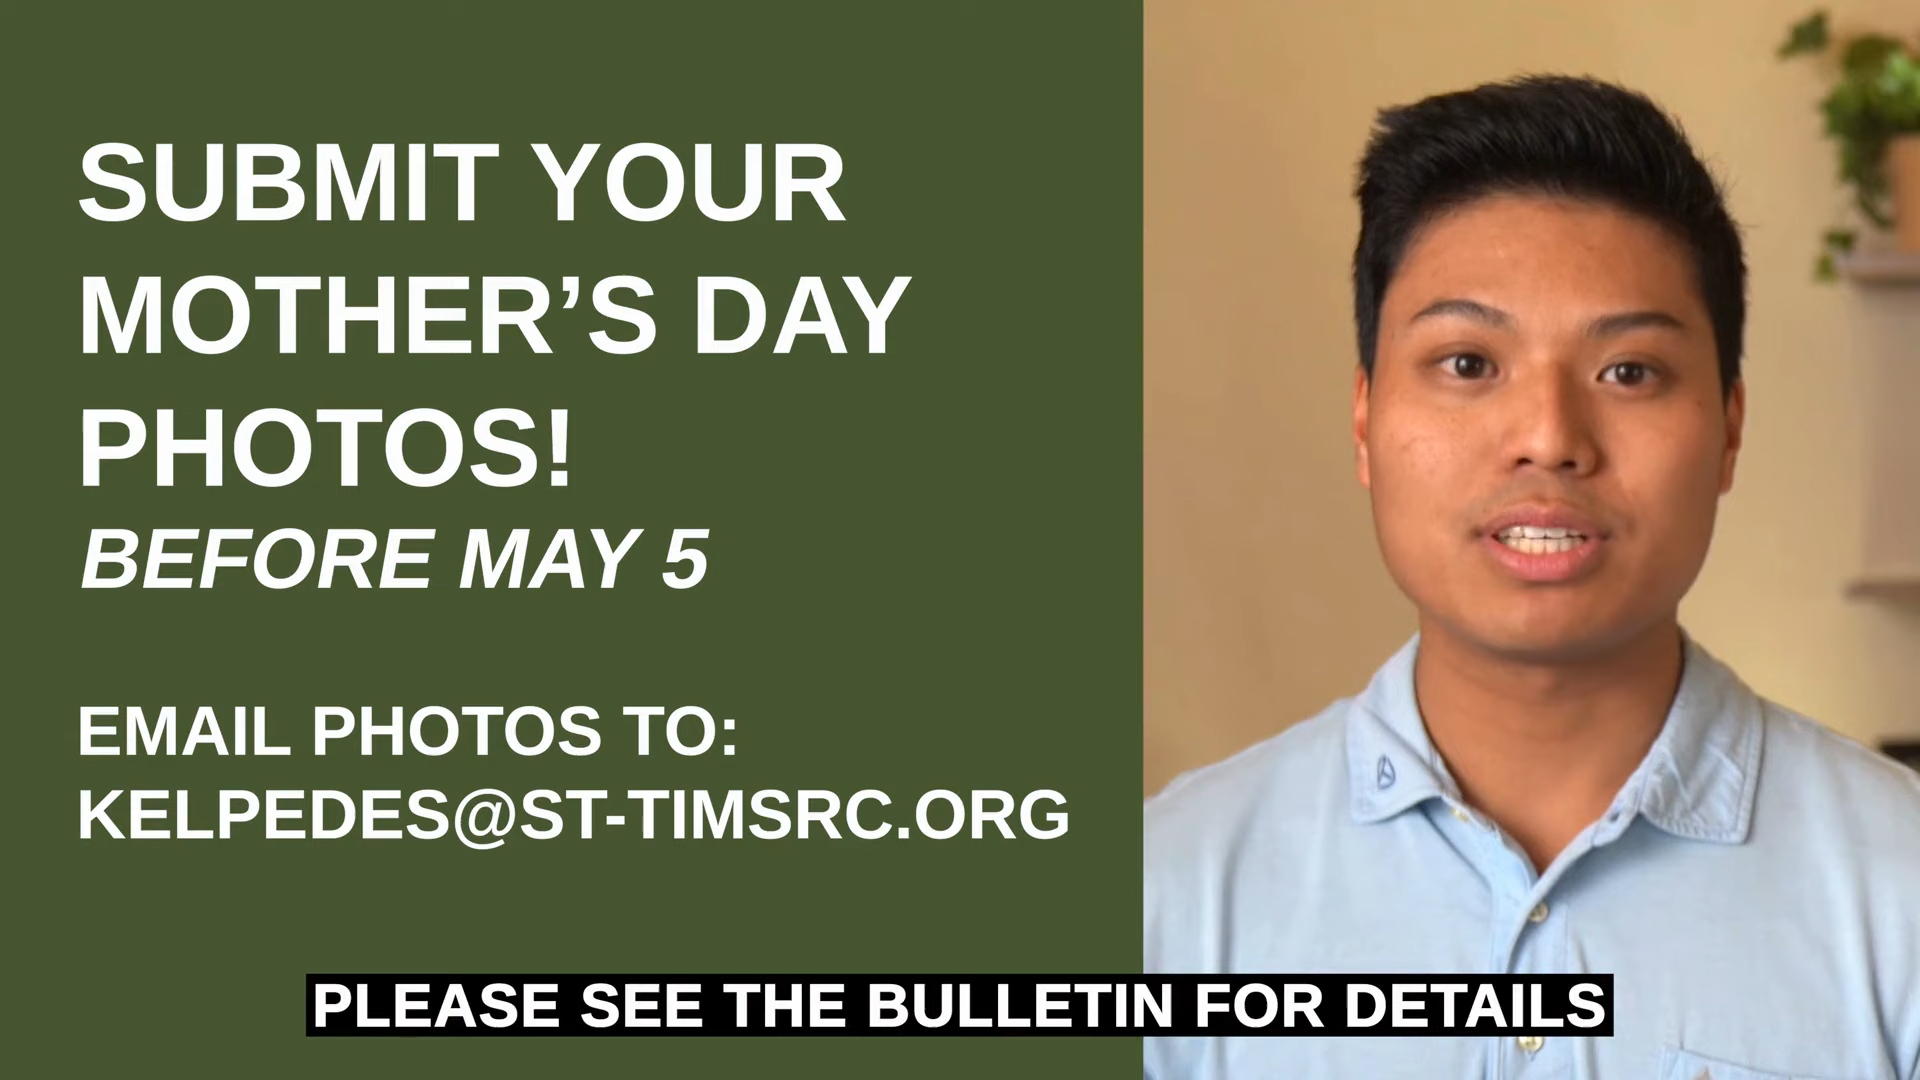 SUBMIT YOUR
MOTHER’S DAY
PHOTOS!
BEFORE MAY 5
EMAIL PHOTOS TO:
KELPEDES@ST-TIMSRC.ORG
PLEASE SEE THE BULLETIN FOR DETAILS